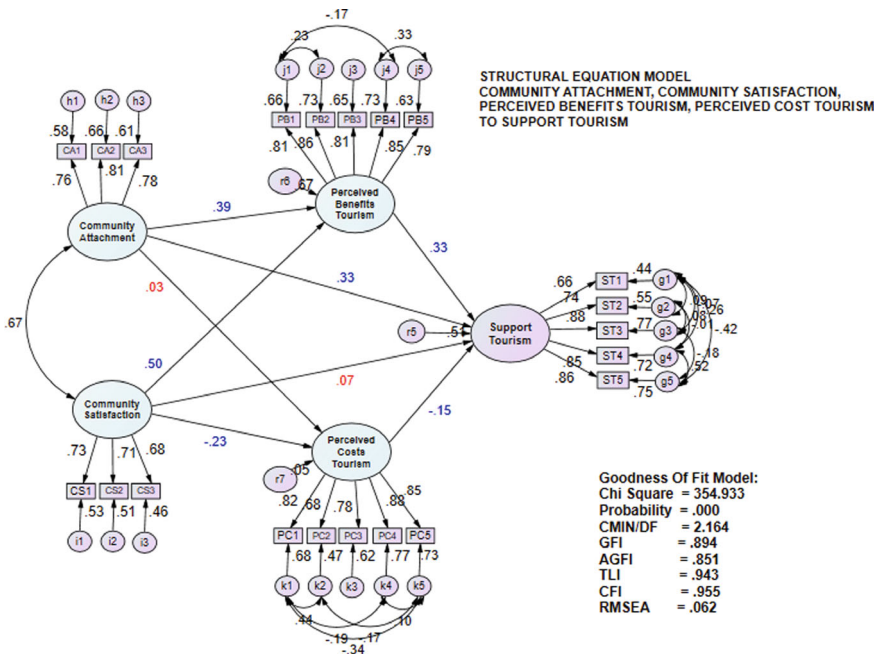 -.17
.23
.33
j1 j2 j3 j4 j5
.66 .73 .65 .73 .63
PB1 PB2 PB3 PB4 PB5
.81 .86 .81 .85 .79
STRUCTURAL EQUATION MODEL
COMMUNITY ATTACHMENT, COMMUNITY SATISFACTION,
PERCEIVED BENEFITS TOURISM, PERCEIVED COST TOURISM
TO SUPPORT TOURISM
h1 h2 h3
.58 .66 .61
CA1 CA2 CA3
.76 .81 .78
r6 .67
Perceived
Benefits
Tourism
Community
Attachment
.39
.33
.33
.03
.67
.50
.07
-.23
-.15
r5 .51
Support
Tourism
.66 ST1 .44 g1
.74 ST2 .55 g2
.88 ST3 .77 g3
.85 ST4 .72 g4
.86 ST5 .75 g5
.09 .07
.26
.08
-.01 -.42
-.18
.52
Community
Satisfaction
.73 .71 .68
CS1 CS2 CS3
.53 .51 .46
i1 i2 i3
Perceived
Costs
Tourism
r7 .05
.82 .68 .78 .88 .85
PC1 PC2 PC3 PC4 PC5
.68 .47 .62 .77 .73
k1 k2 k3 k4 k5
.44 .10
-.19 -.17
-.34
Goodness Of Fit Model:
Chi Square = 354.933
Probability = .000
CMIN/DF = 2.164
GFI = .894
AGFI = .851
TLI = .943
CFI = .955
RMSEA = .062